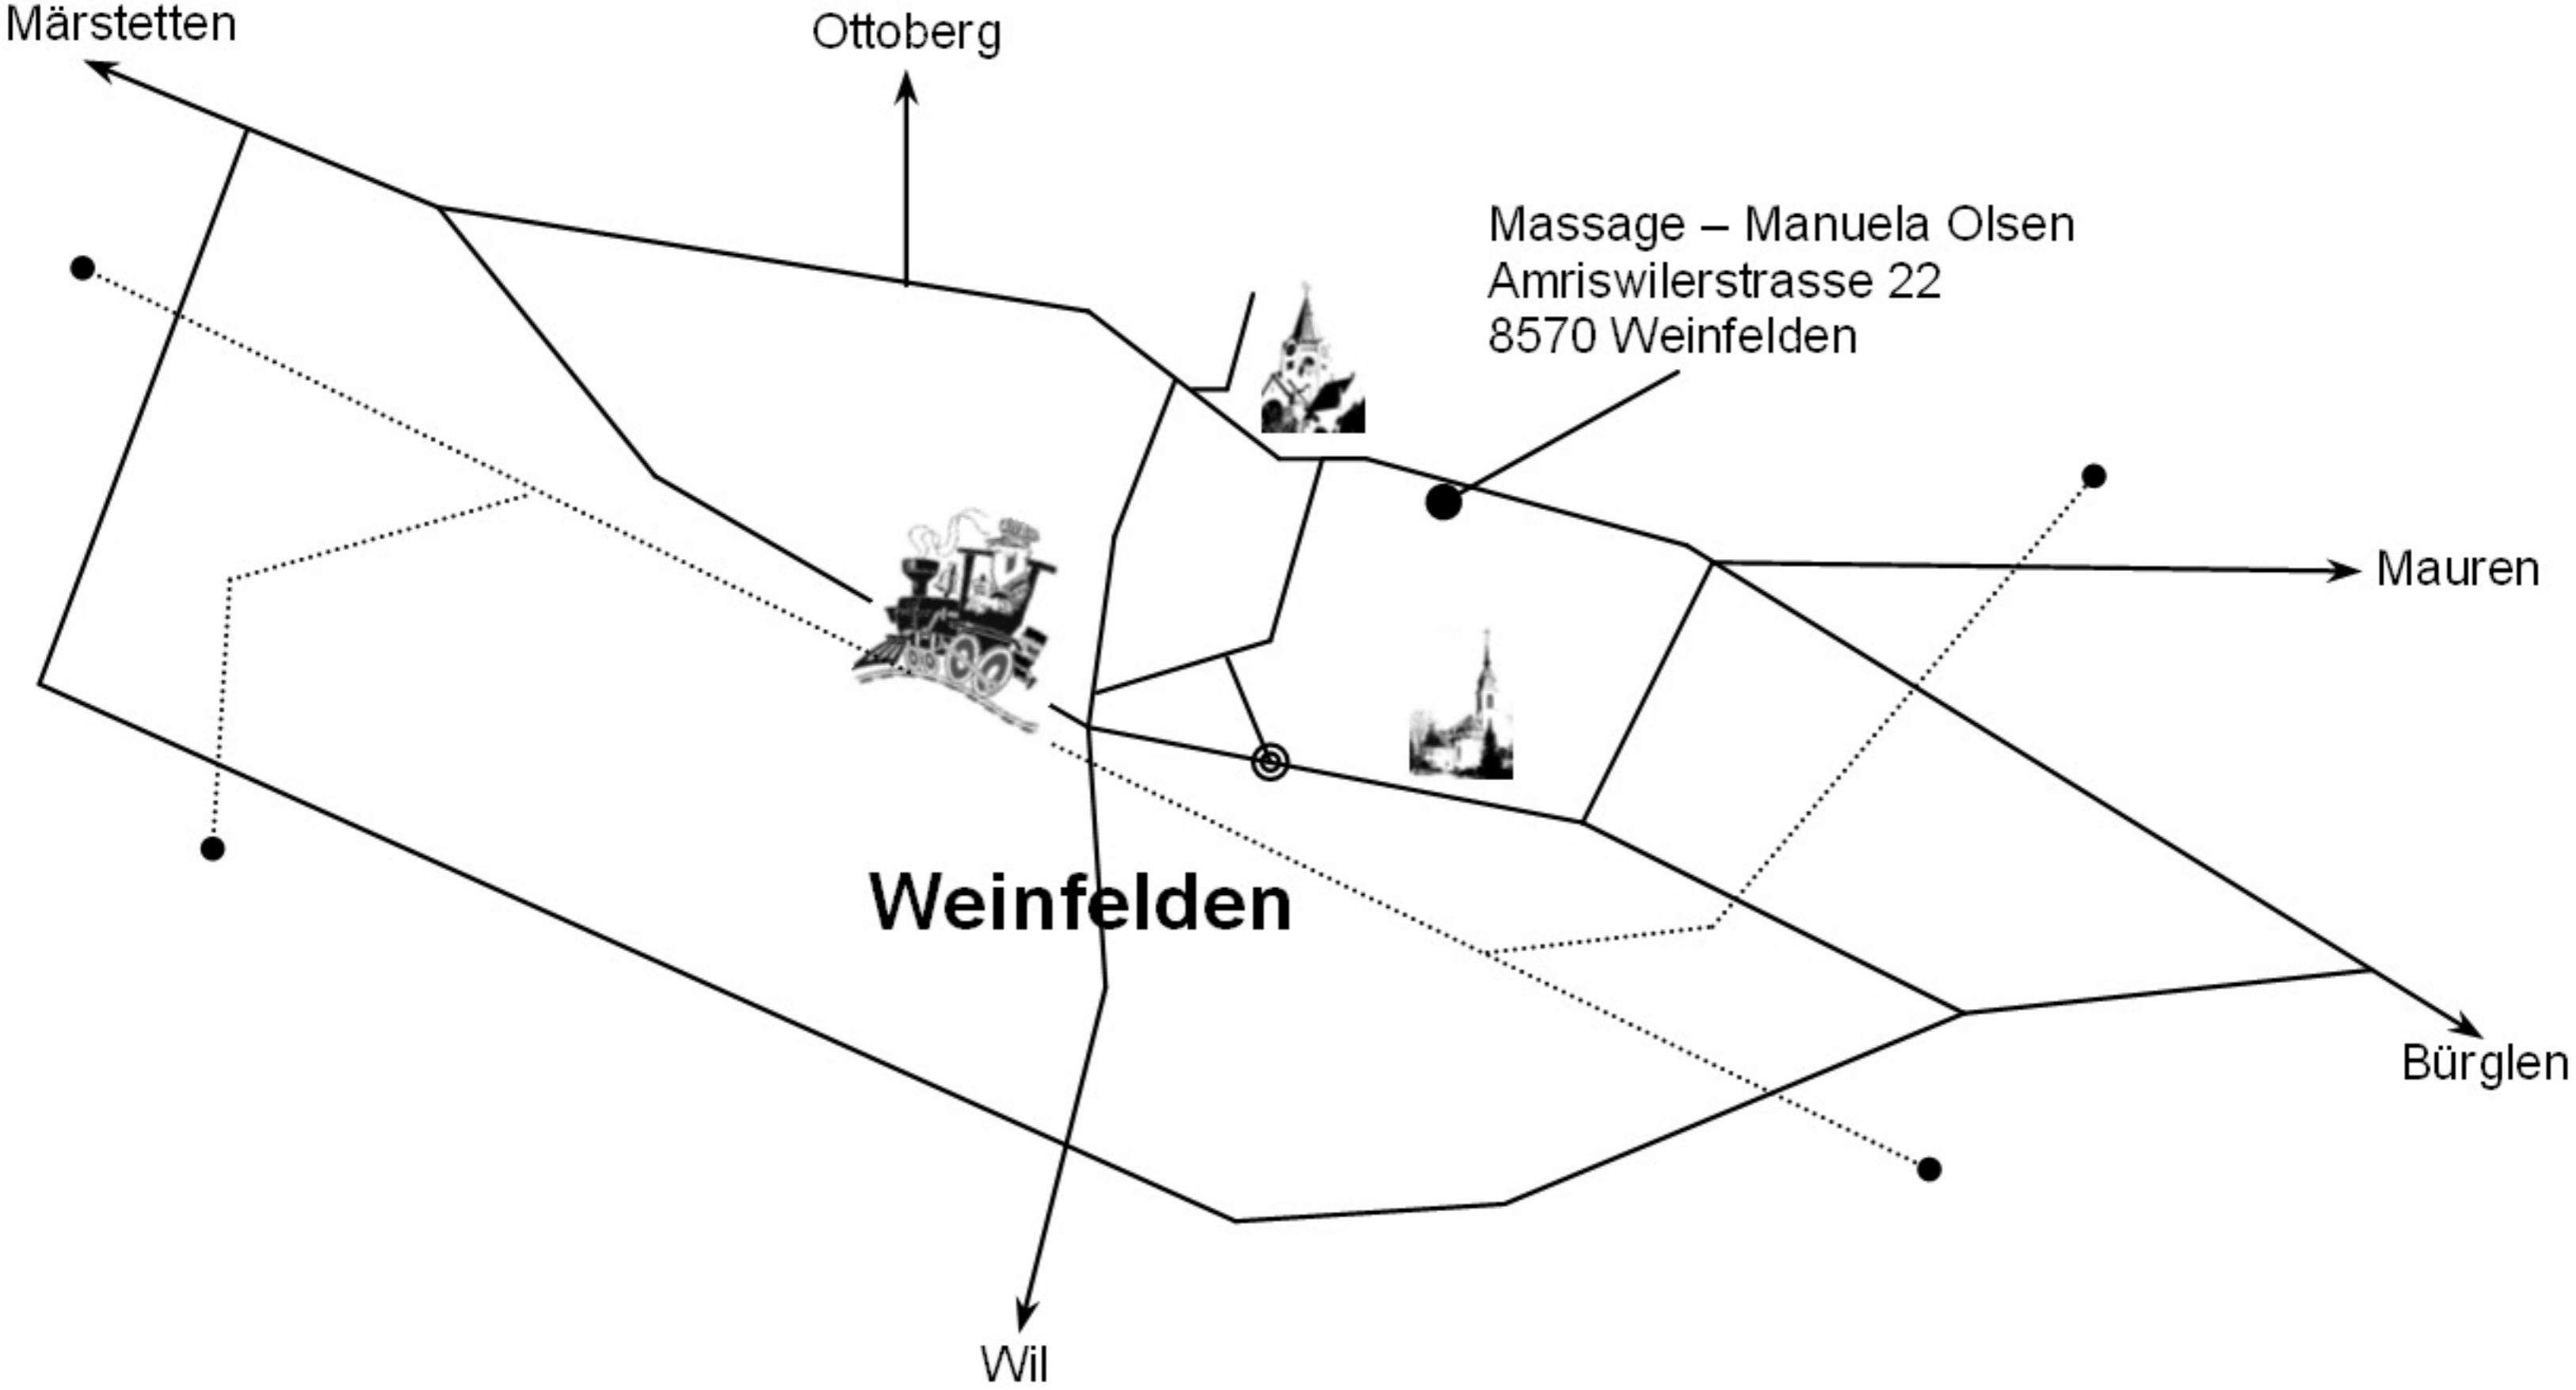 Märstetten
Ottoberg
Massage – Manuela Olsen
Amriswilerstrasse 22
8570 Weinfelden
Mauren
Weinfelden
Bürglen
Wil